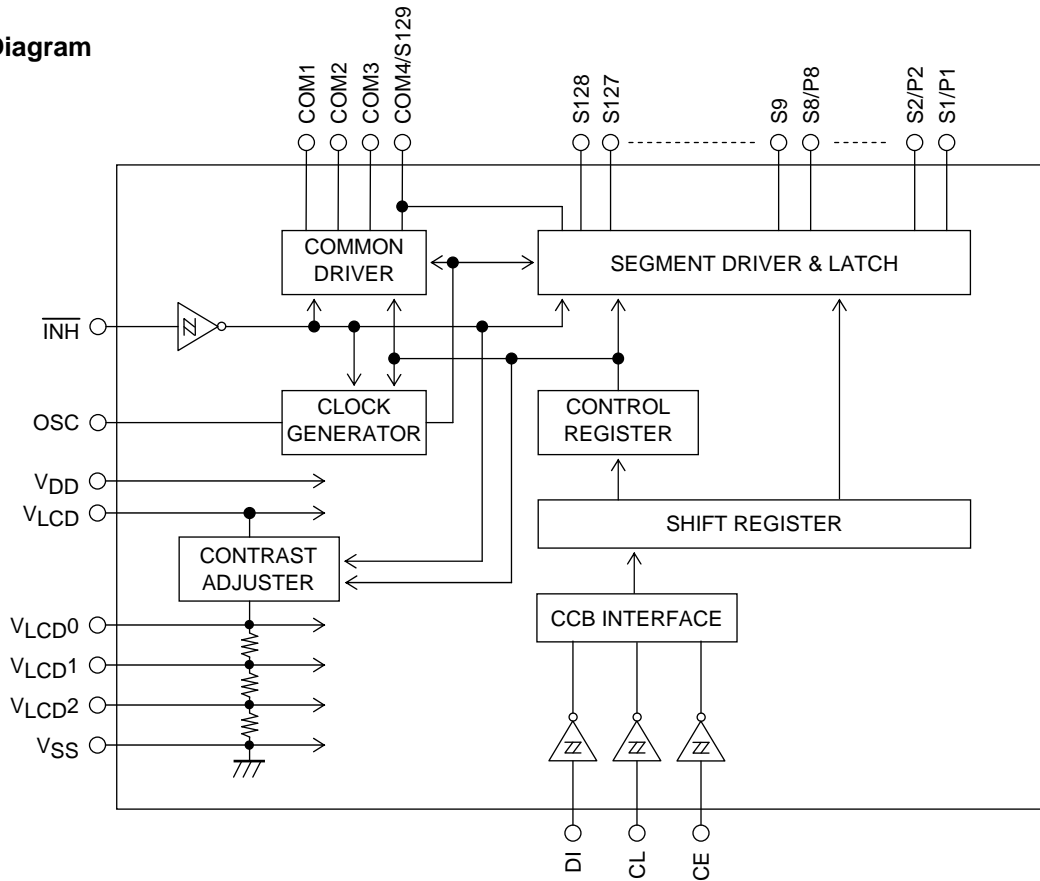 Diagram
COM1
COM2
COM3
COM4/S129
S128
S127
S9
S8/P8
S2/P2
S1/P1
COMMON
DRIVER
SEGMENT DRIVER & LATCH
INH
OSC
CLOCK
GENERATOR
CONTROL
REGISTER
VDD
VLCD
SHIFT REGISTER
CONTRAST
ADJUSTER
CCB INTERFACE
VLCD0
VLCD1
VLCD2
VSS
DI
CL
CE